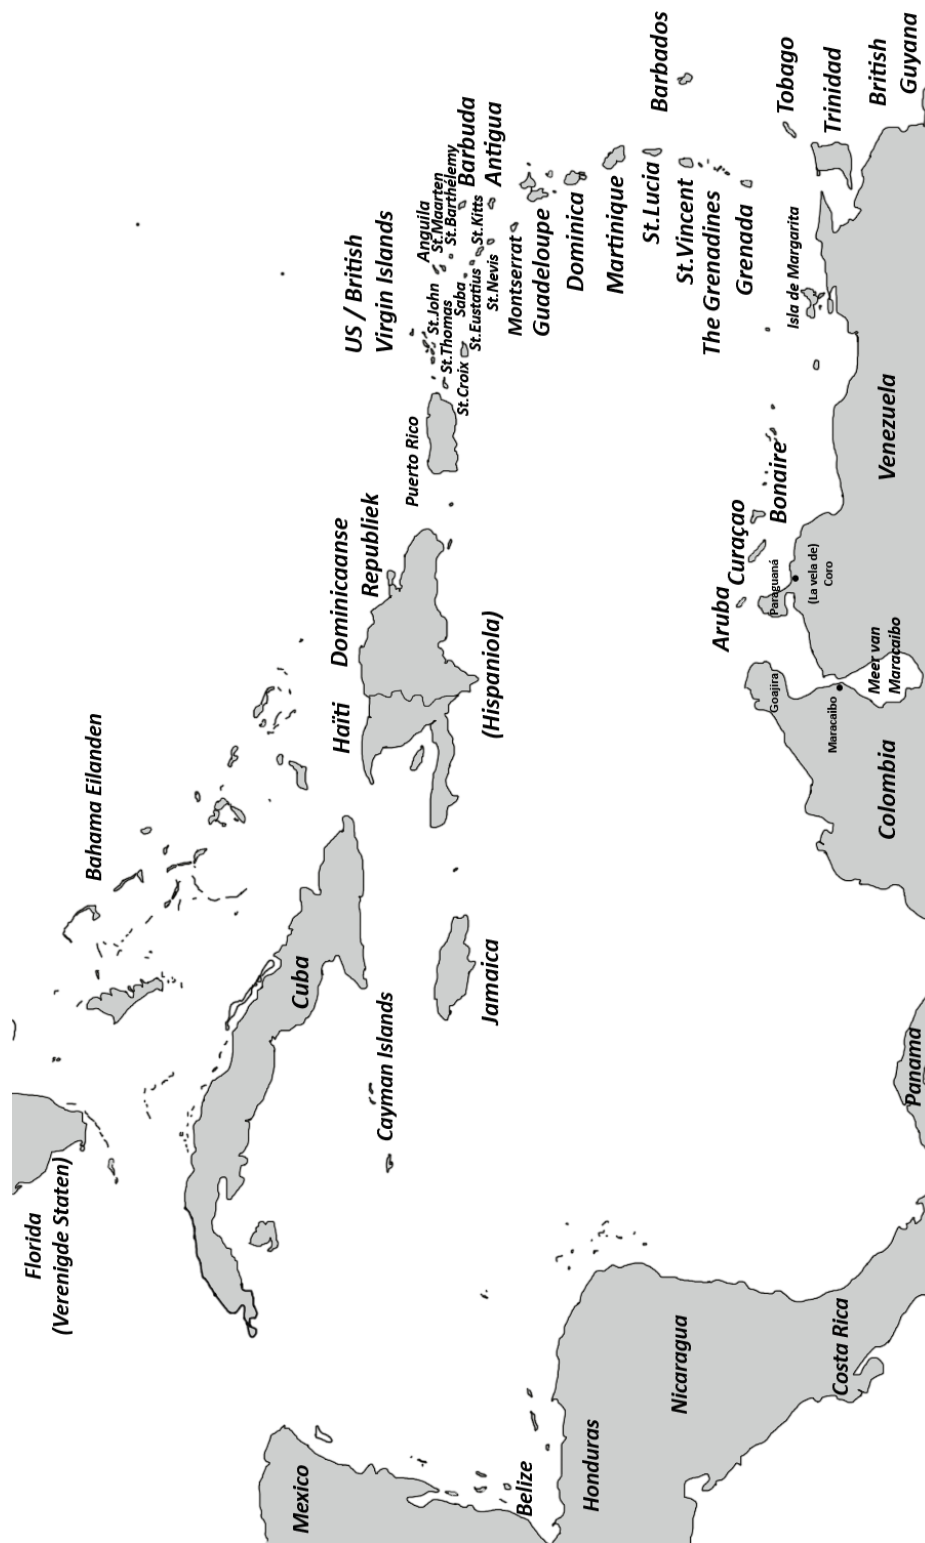 Florida
(Verenigde Staten)
Bahama Eilanden
Mexico
Belize
Honduras
Nicaragua
Costa Rica
Panama
Cuba
Cayman Islands
Jamaica
Haïti
Dominicaanse
Republiek
(Hispaniola)
Puerto Rico
US / British
Virgin Islands
St.John
St.Thomas
St.Croix
Anguila
St.Maarten
St.Barthélemy
Saba
St.Eustatius
St.Kitts
St.Nevis
Barbuda
Antigua
Montserrat
Guadeloupe
Dominica
Martinique
St.Lucia
Barbados
St.Vincent
The Grenadines
Grenada
Tobago
Trinidad
British
Guyana
Isla de Margarita
Aruba
Curaçao
Bonaire
Paraguaná
(La vela de)
Coro
Goajira
Maracaibo
Meer van
Maracaibo
Colombia
Venezuela